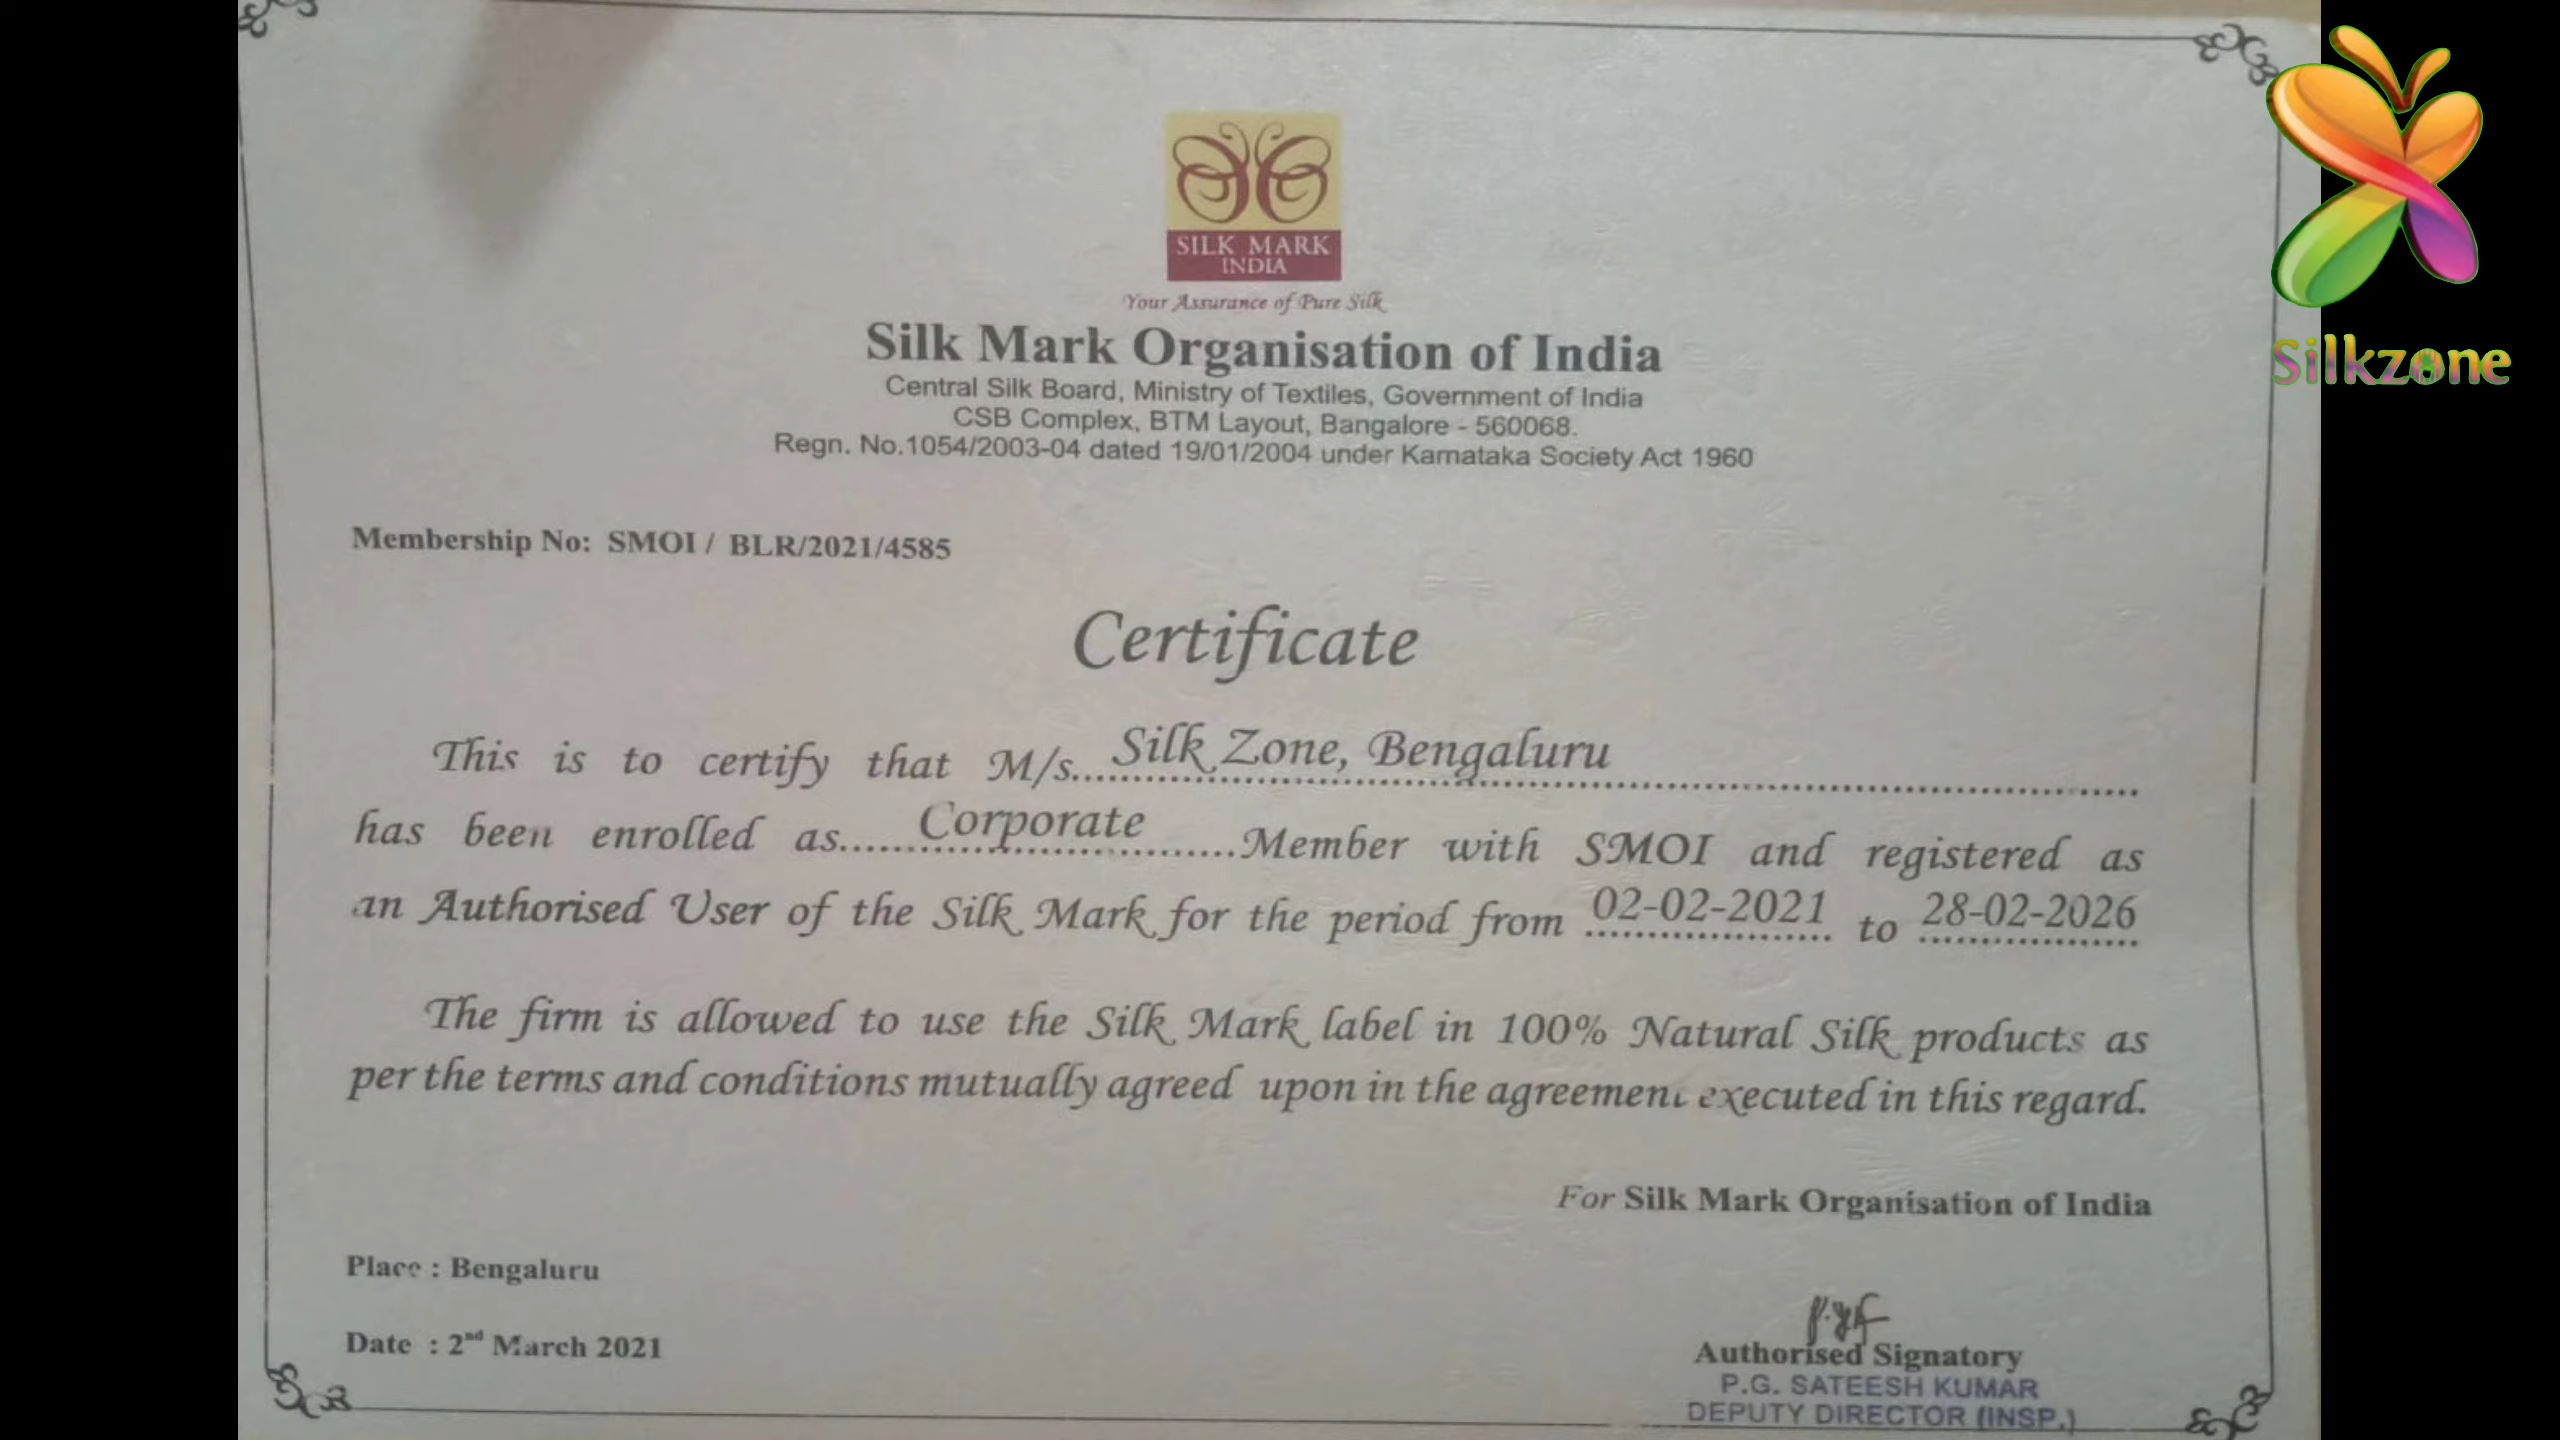 SILK MARK
INDIA
Your Assurance of Pure Silk
Silk Mark Organisation of India
Central Silk Board, Ministry of Textiles, Government of India
CSB Complex, BTM Layout, Bangalore - 560068.
Regn. No.1054/2003-04 dated 19/01/2004 under Karnataka Society Act 1960
Silkzone
Membership No: SMOI / BLR/2021/4585
Certificate
This is to certify that M/s...Silk Zone, Bengaluru
has been enrolled as.....Corporate.....Member with SMOI and registered as
an Authorised User of the Silk Mark for the period from 02-02-2021 to 28-02-2026
The firm is allowed to use the Silk Mark label in 100% Natural Silk products as
per the terms and conditions mutually agreed upon in the agreement executed in this regard.
For Silk Mark Organisation of India
Place : Bengaluru
Date : 2nd March 2021
Authorised Signatory
P.G. SATEESH KUMAR
DEPUTY DIRECTOR (INSP.)